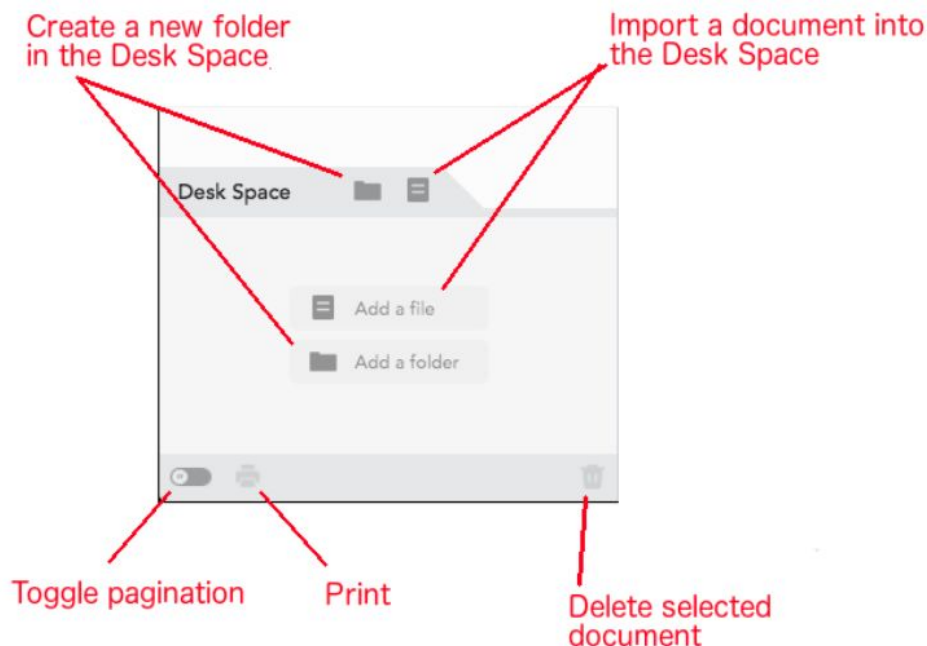 Create a new folder
in the Desk Space
Import a document into
the Desk Space
Desk Space
Add a file
Add a folder
Toggle pagination
Print
Delete selected
document